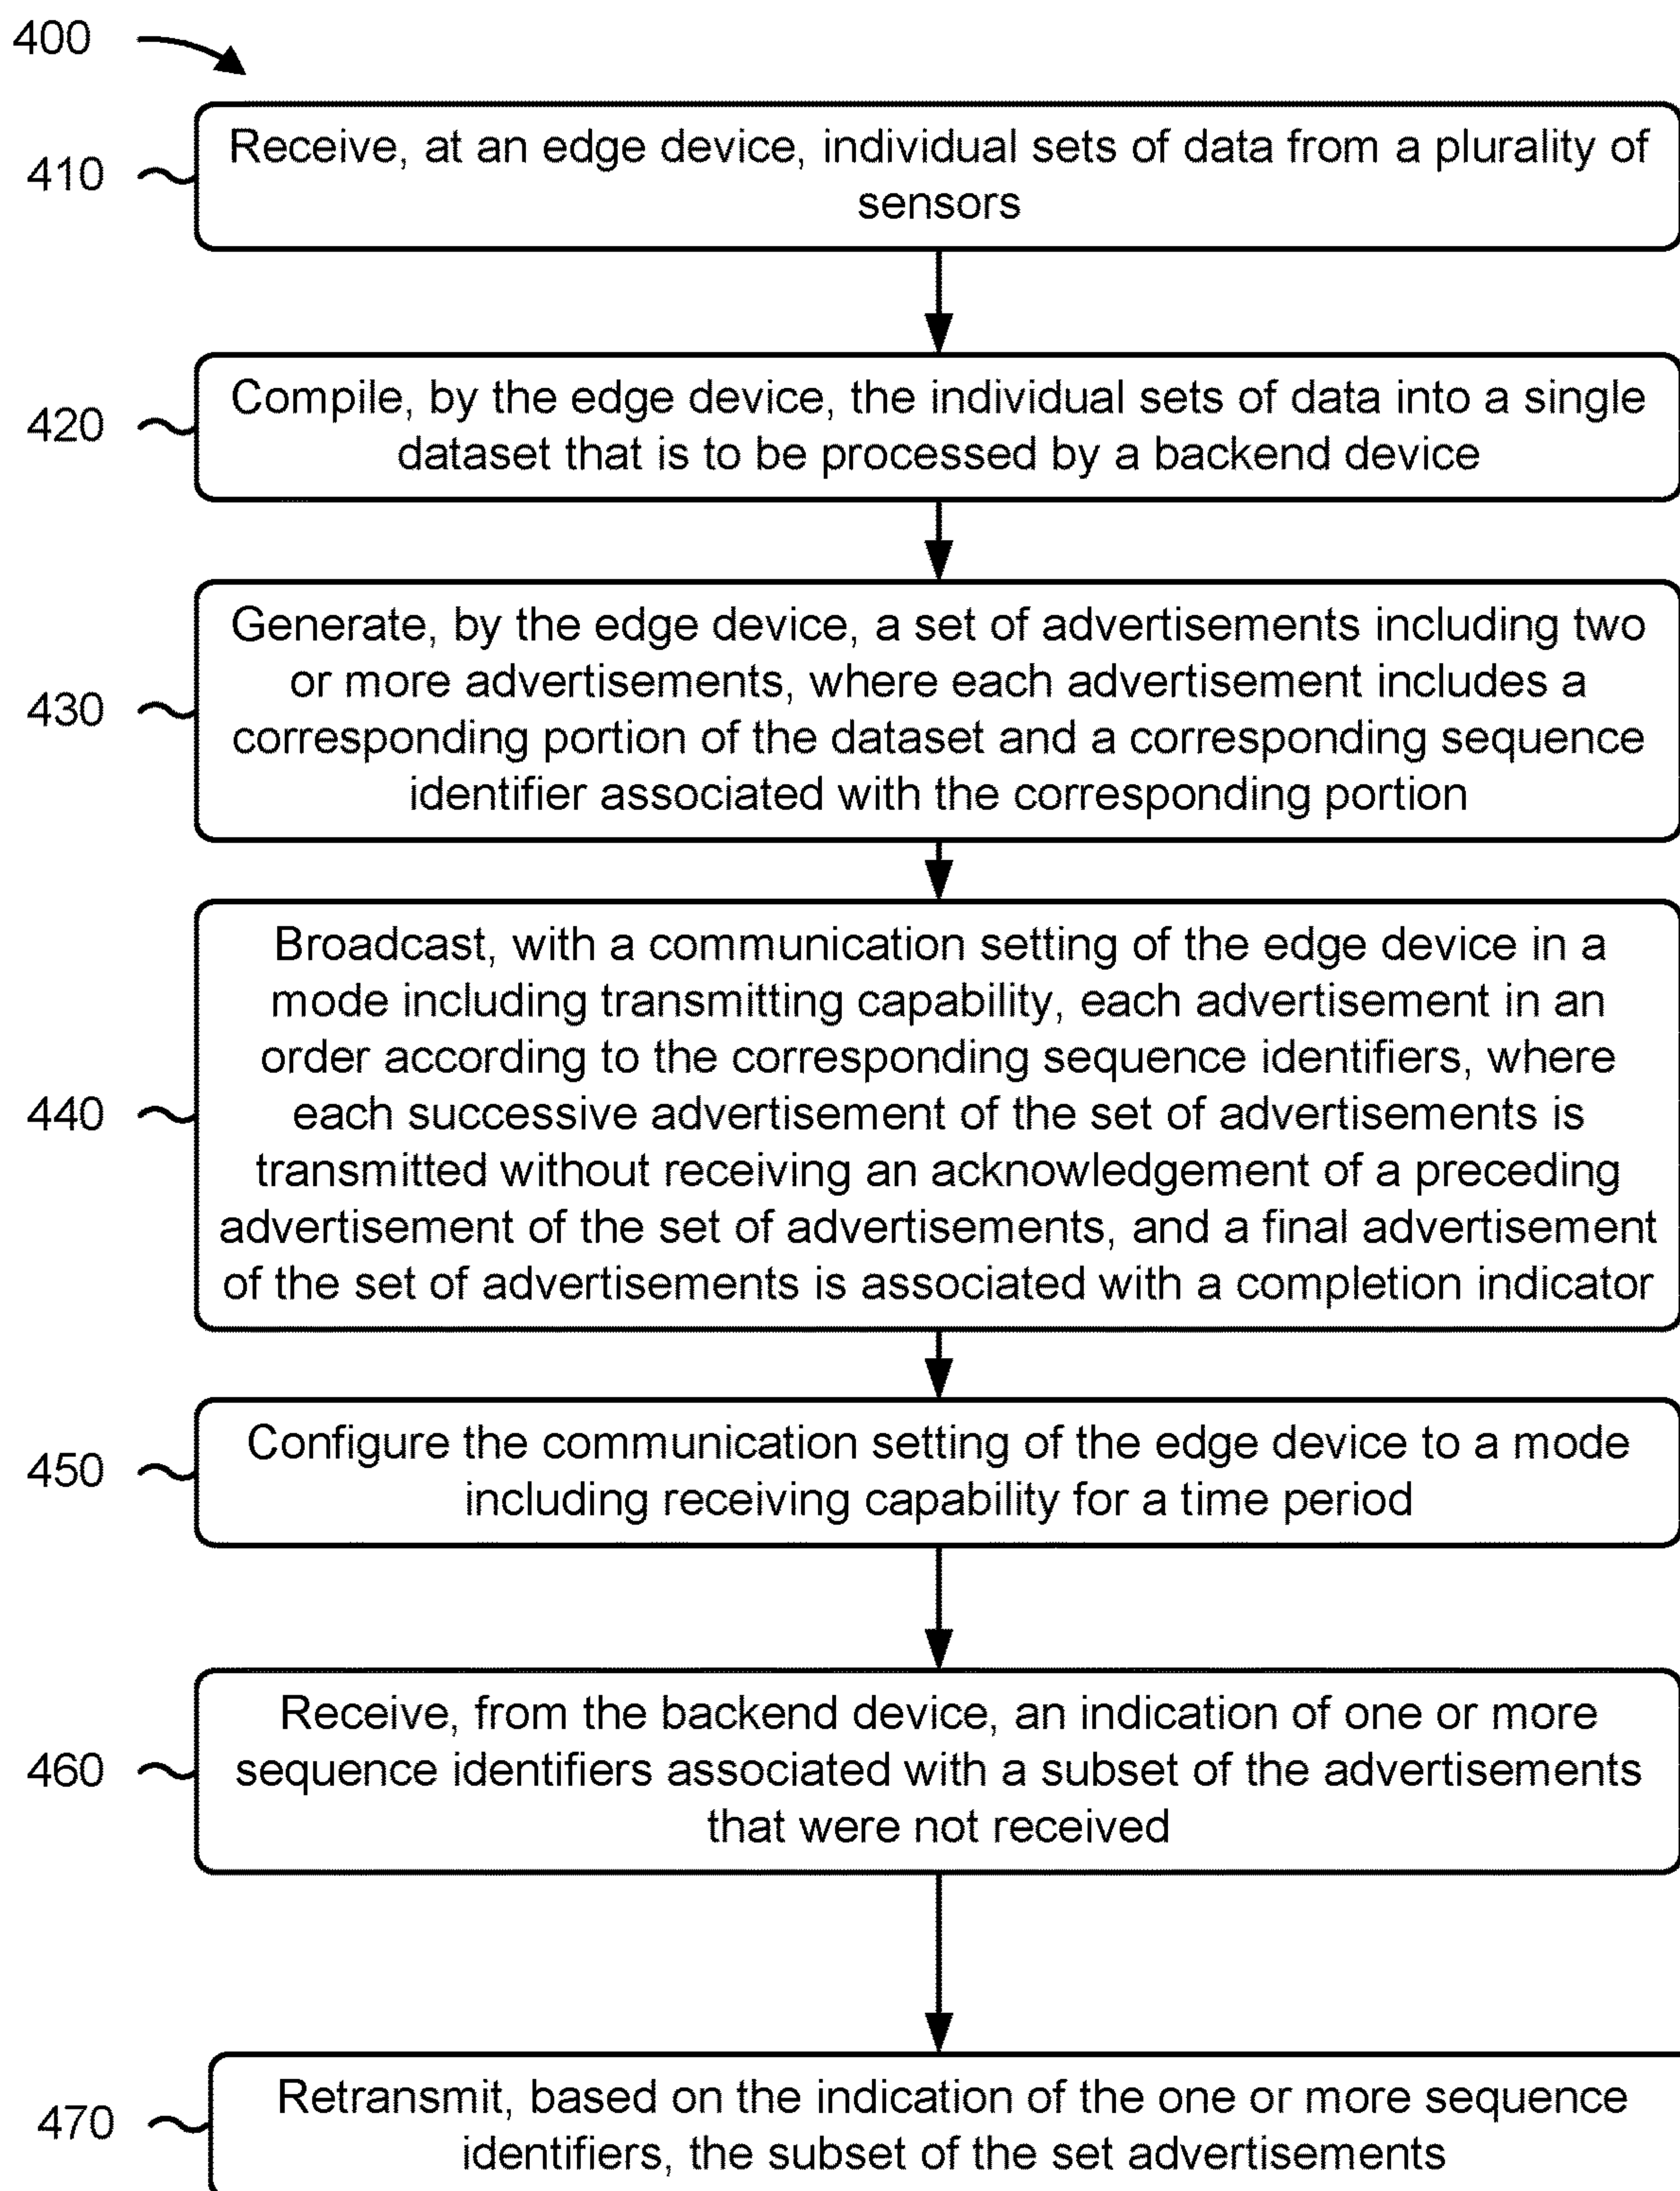 400
410
Receive, at an edge device, individual sets of data from a plurality of
sensors
420
Compile, by the edge device, the individual sets of data into a single
dataset that is to be processed by a backend device
430
Generate, by the edge device, a set of advertisements including two
or more advertisements, where each advertisement includes a
corresponding portion of the dataset and a corresponding sequence
identifier associated with the corresponding portion
440
Broadcast, with a communication setting of the edge device in a
mode including transmitting capability, each advertisement in an
order according to the corresponding sequence identifiers, where
each successive advertisement of the set of advertisements is
transmitted without receiving an acknowledgement of a preceding
advertisement of the set of advertisements, and a final advertisement
of the set of advertisements is associated with a completion indicator
450
Configure the communication setting of the edge device to a mode
including receiving capability for a time period
460
Receive, from the backend device, an indication of one or more
sequence identifiers associated with a subset of the advertisements
that were not received
470
Retransmit, based on the indication of the one or more sequence
identifiers, the subset of the set advertisements